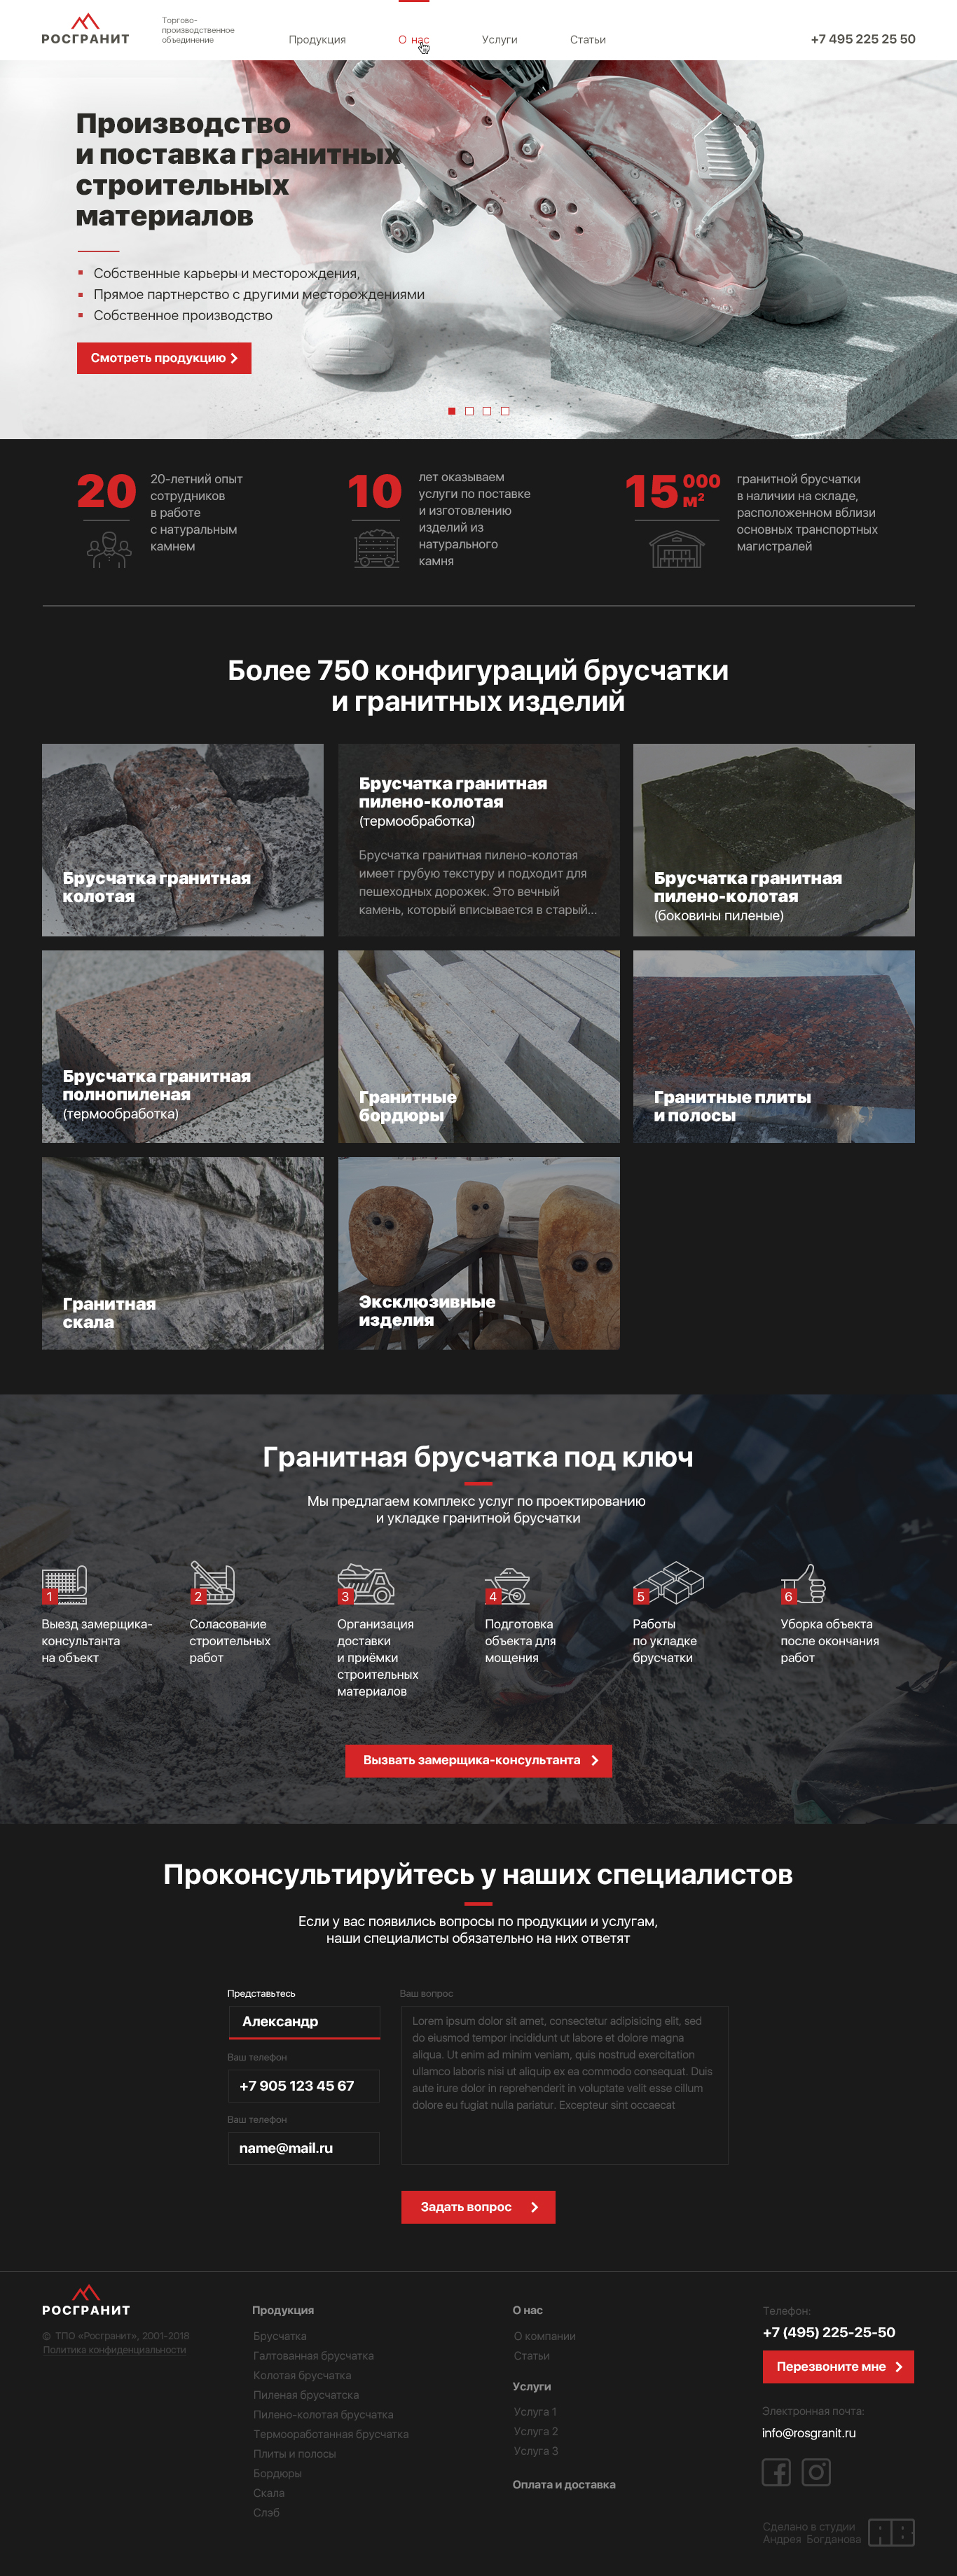 РОСГРАНИТ
Торгово-
производственное
объединение
Продукция
О нас
Услуги
Статьи
+7 495 225 25 50
Производство
и поставка гранитных
строительных
материалов
Собственные карьеры и месторождения,
Прямое партнерство с другими месторождениями
Собственное производство
Смотреть продукцию
20
20-летний опыт
сотрудников
в работе
с натуральным
камнем
10
лет оказываем
услуги по поставке
и изготовлению
изделий из
натурального
камня
15 000 м²
гранитной брусчатки
в наличии на складе,
расположенном вблизи
основных транспортных
магистралей
Более 750 конфигураций брусчатки
и гранитных изделий
Брусчатка гранитная
колотая
Брусчатка гранитная
пилено-колотая
(термообработка)
Брусчатка гранитная пилено-колотая
имеет грубую текстуру и подходит для
пешеходных дорожек. Это вечный
камень, который вписывается в старый...
Брусчатка гранитная
пилено-колотая
(боковины пиленые)
Брусчатка гранитная
полнопиленая
(термообработка)
Гранитные
бордюры
Гранитные плиты
и полосы
Гранитная
скала
Эксклюзивные
изделия
Гранитная брусчатка под ключ
Мы предлагаем комплекс услуг по проектированию
и укладке гранитной брусчатки
1
Выезд замерщика-
консультанта
на объект
2
Соласование
строительных
работ
3
Организация
доставки
и приёмки
строительных
материалов
4
Подготовка
объекта для
мощения
5
Работы
по укладке
брусчатки
6
Уборка объекта
после окончания
работ
Вызвать замерщика-консультанта
Проконсультируйтесь у наших специалистов
Если у вас появились вопросы по продукции и услугам,
наши специалисты обязательно на них ответят
Представьтесь
Александр
Ваш телефон
+7 905 123 45 67
Ваш телефон
name@mail.ru
Ваш вопрос
Lorem ipsum dolor sit amet, consectetur adipisicing elit, sed
do eiusmod tempor incididunt ut labore et dolore magna
aliqua. Ut enim ad minim veniam, quis nostrud exercitation
ullamco laboris nisi ut aliquip ex ea commodo consequat. Duis
aute irure dolor in reprehenderit in voluptate velit esse cillum
dolore eu fugiat nulla pariatur. Excepteur sint occaecat
Задать вопрос
РОСГРАНИТ
© ТПО «Росгранит», 2001-2018
Политика конфиденциальности
Продукция
Брусчатка
Галтованная брусчатка
Колотая брусчатка
Пиленая брусчатска
Пилено-колотая брусчатка
Термооработанная брусчатка
Плиты и полосы
Бордюры
Скала
Слэб
О нас
О компании
Статьи
Услуги
Услуга 1
Услуга 2
Услуга 3
Оплата и доставка
Телефон:
+7 (495) 225-25-50
Перезвоните мне
Электронная почта:
info@rosgranit.ru
Сделано в студии
Андрея Богданова